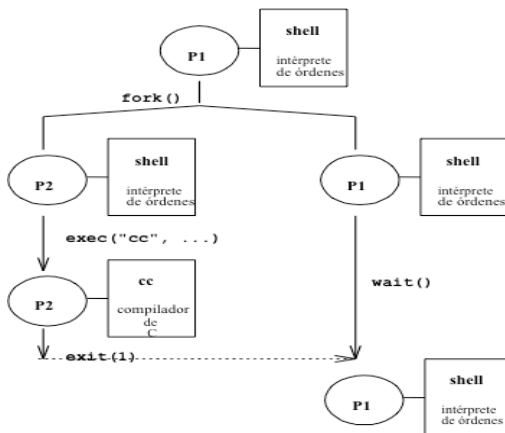 shell
P1
intérprete
de órdenes
fork()
shell
P2
intérprete
de órdenes
shell
P1
intérprete
de órdenes
exec("cc", ...)
cc
P2
compilador
de
C
wait()
exit(1)
shell
P1
intérprete
de órdenes